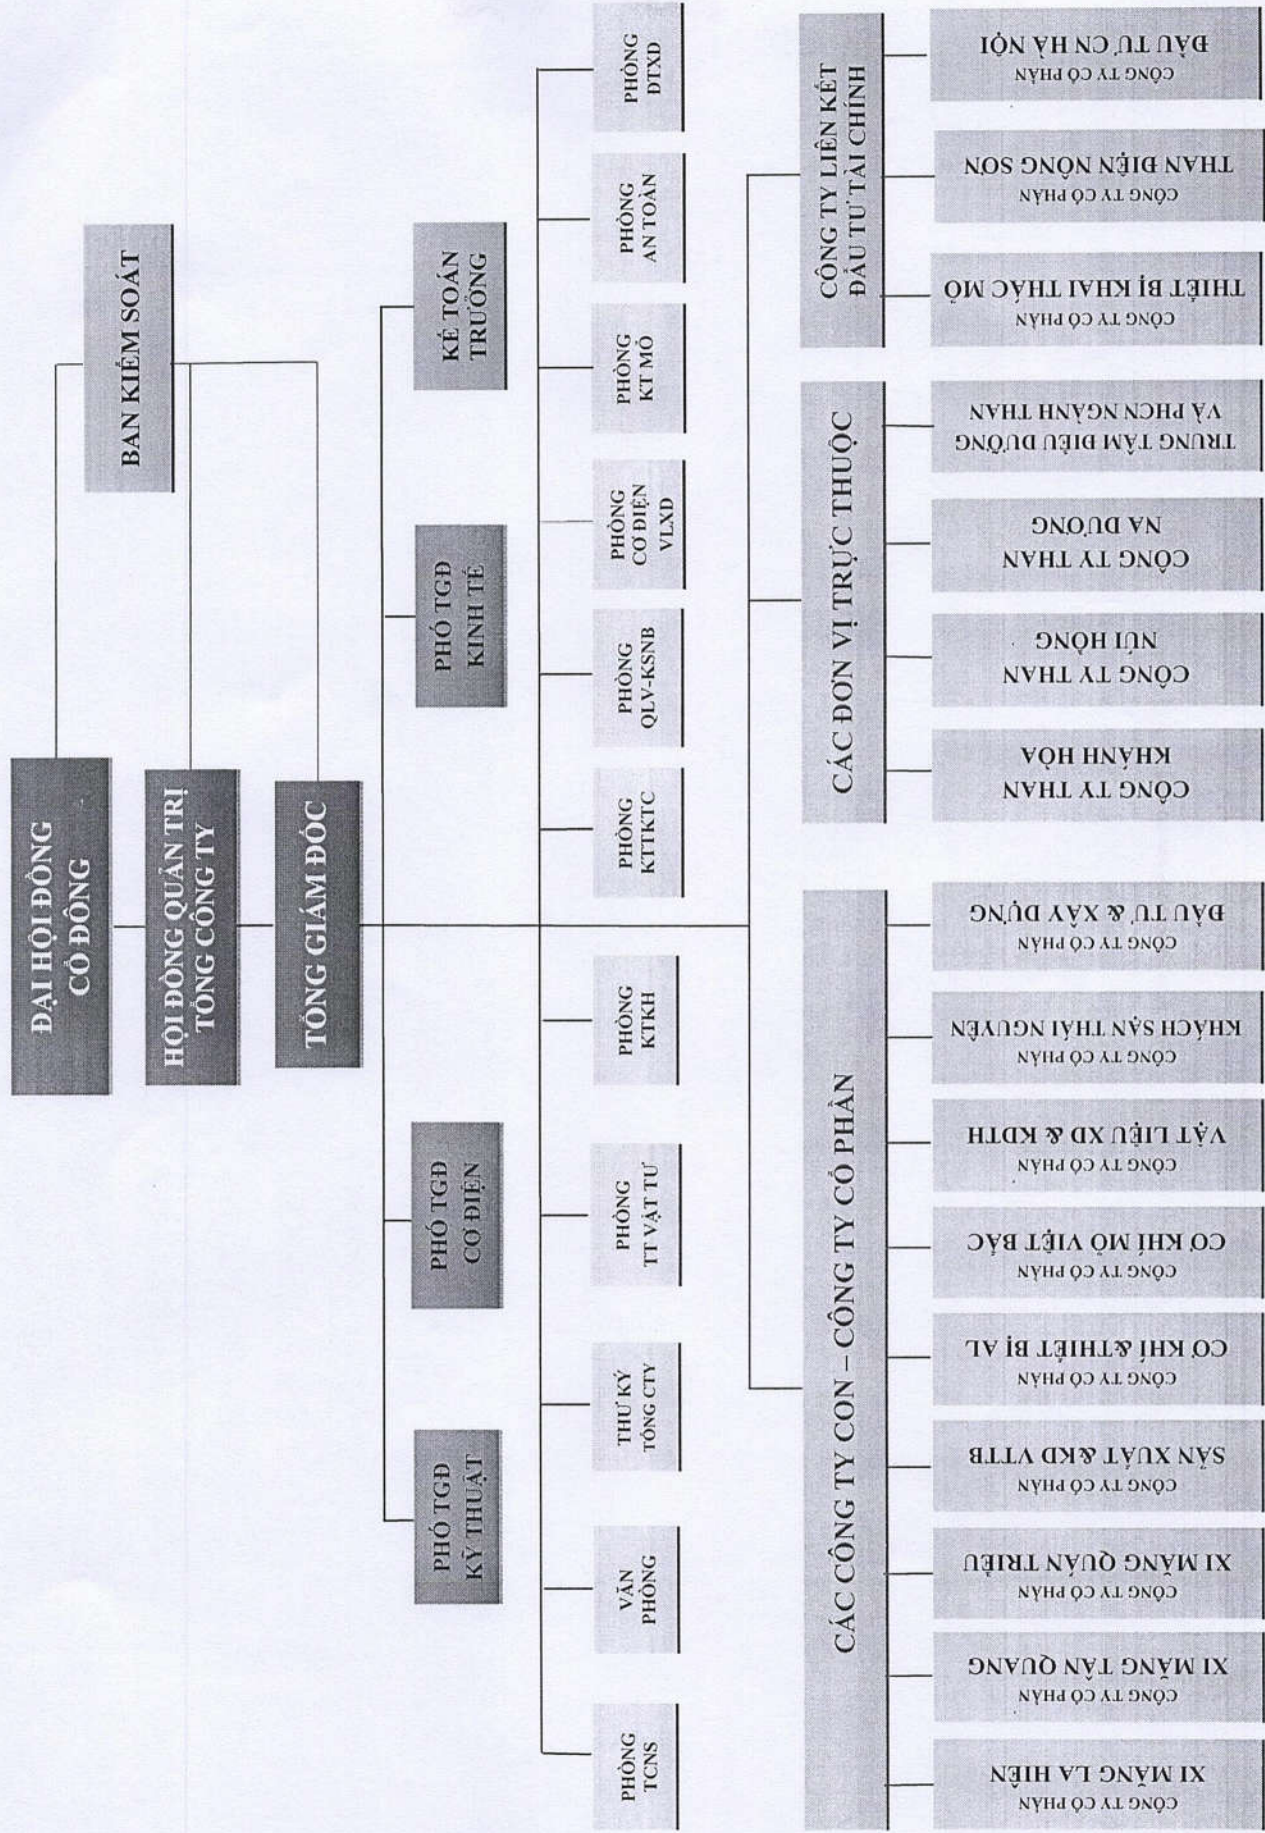 ĐẠI HỘI ĐỒNG
CỔ ĐÔNG
BAN KIỂM SOÁT
HỘI ĐỒNG QUẢN TRỊ
TỔNG CÔNG TY
TỔNG GIÁM ĐỐC
PHÓ TGĐ
KỸ THUẬT
PHÓ TGĐ
CƠ ĐIỆN
PHÓ TGĐ
KINH TẾ
KẾ TOÁN
TRƯỞNG
PHÒNG
TCNS
VĂN
PHÒNG
THƯ KÝ
TỔNG CTY
PHÒNG
TT VẬT TƯ
PHÒNG
KTKH
PHÒNG
KTTKTC
PHÒNG
QLV-KSNB
PHÒNG
CƠ ĐIỆN
VLXD
PHÒNG
KT MỎ
PHÒNG
AN TOÀN
PHÒNG
ĐTXD
CÁC CÔNG TY CON – CÔNG TY CỔ PHẦN
CÁC ĐƠN VỊ TRỰC THUỘC
CÔNG TY LIÊN KẾT
ĐẦU TƯ TÀI CHÍNH
CÔNG TY CỔ PHẦN
XI MĂNG LA HIÊN
CÔNG TY CỔ PHẦN
XI MĂNG TÂN QUANG
CÔNG TY CỔ PHẦN
XI MĂNG QUÁN TRIỀU
CÔNG TY CỔ PHẦN
SẢN XUẤT &KD VTTB
CÔNG TY CỔ PHẦN
CƠ KHÍ &THIẾT BỊ AL
CÔNG TY CỔ PHẦN
CƠ KHÍ MỎ VIỆT BẮC
CÔNG TY CỔ PHẦN
VẬT LIỆU XD & KDTH
CÔNG TY CỔ PHẦN
KHÁCH SẠN THÁI NGUYÊN
CÔNG TY CỔ PHẦN
ĐẦU TƯ & XÂY DỰNG
CÔNG TY THAN
KHÁNH HÒA
CÔNG TY THAN
NÚI HỒNG
CÔNG TY THAN
NA DƯƠNG
TRUNG TÂM ĐIỀU DƯỠNG
VÀ PHCN NGÀNH THAN
CÔNG TY CỔ PHẦN
THIẾT BỊ KHAI THÁC MỎ
CÔNG TY CỔ PHẦN
THAN ĐIỆN NÔNG SƠN
CÔNG TY CỔ PHẦN
ĐẦU TƯ CN HÀ NỘI